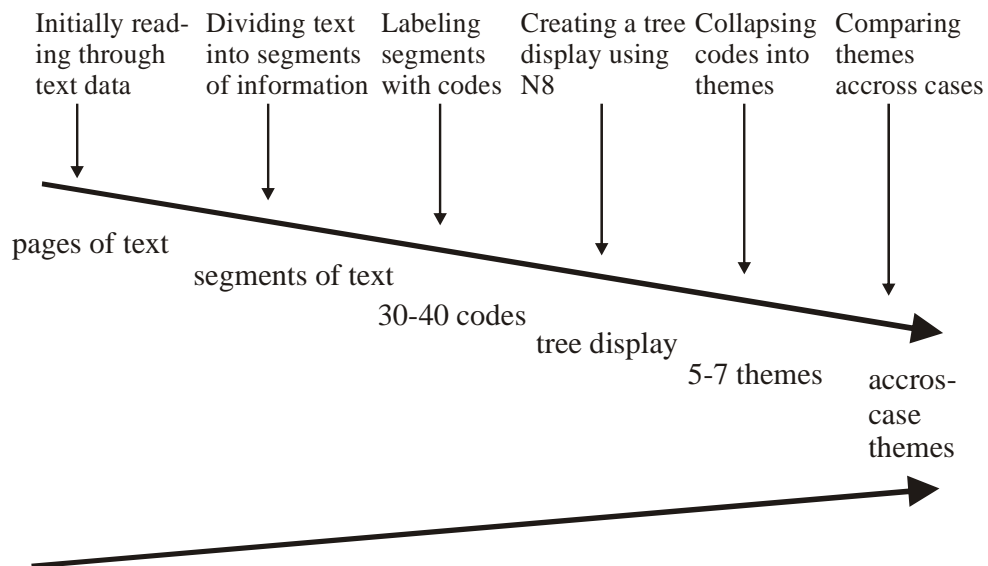 Initially read-
ing through
text data
Dividing text
into segments
of information
Labeling
segments
with codes
Creating a tree
display using
N8
Collapsing
codes into
themes
Comparing
themes
accross cases
pages of text
segments of text
30-40 codes
tree display
5-7 themes
accros-
case
themes